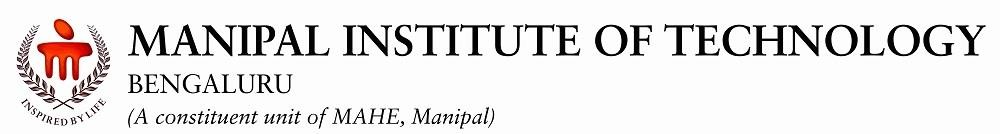 MANIPAL INSTITUTE OF TECHNOLOGY
BENGALURU
(A constituent unit of MAHE, Manipal)
INSPIRED BY LIFE